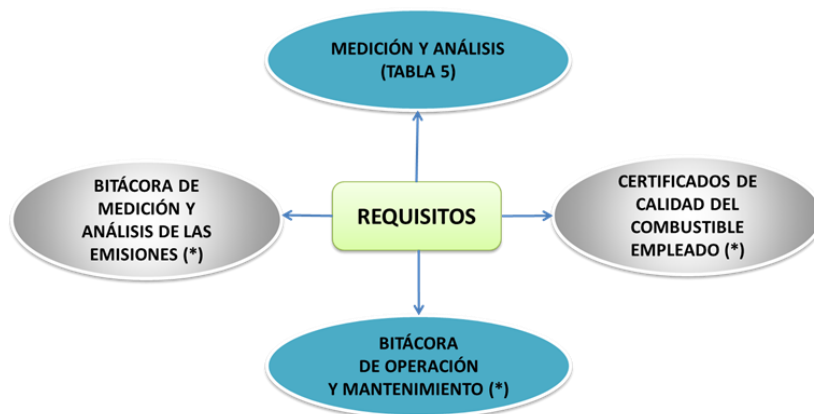 MEDICIÓN Y ANÁLISIS
(TABLA 5)
BITÁCORA DE
MEDICIÓN Y
ANÁLISIS DE LAS
EMISIONES (*)
REQUISITOS
CERTIFICADOS DE
CALIDAD DEL
COMBUSTIBLE
EMPLEADO (*)
BITÁCORA
DE OPERACIÓN
Y MANTENIMIENTO (*)